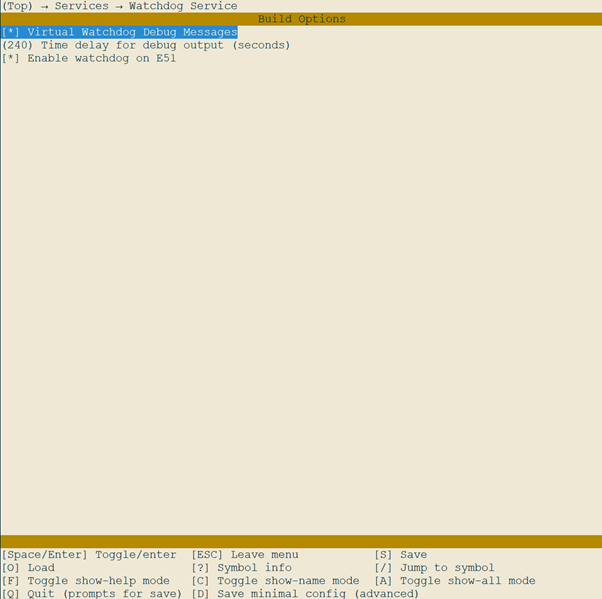 (Top) → Services → Watchdog Service
Build Options
[*] Virtual Watchdog Debug Messages
(240) Time delay for debug output (seconds)
[*] Enable watchdog on E51
[Space/Enter] Toggle/enter [ESC] Leave menu [S] Save
[O] Load [?] Symbol info [/] Jump to symbol
[F] Toggle show-help mode [C] Toggle show-name mode [A] Toggle show-all mode
[Q] Quit (prompts for save) [D] Save minimal config (advanced)